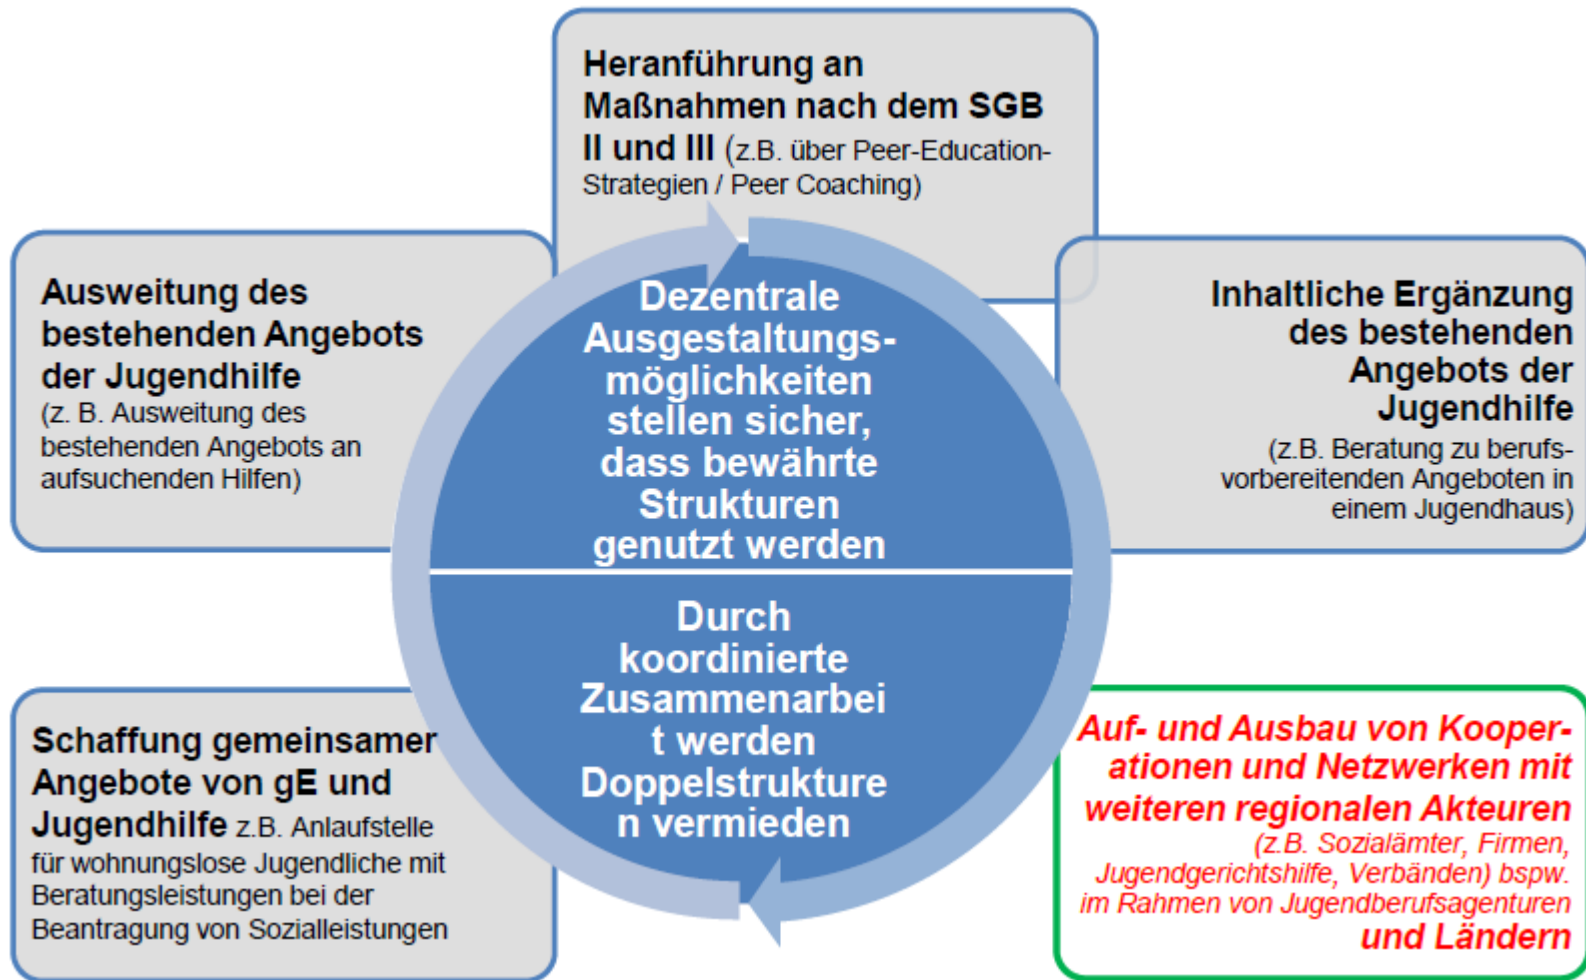 Heranführung an
Maßnahmen nach dem SGB
II und III (z.B. über Peer-Education-
Strategien / Peer Coaching)
Ausweitung des
bestehenden Angebots
der Jugendhilfe
(z. B. Ausweitung des
bestehenden Angebots an
aufsuchenden Hilfen)
Dezentrale
Ausgestaltungs-
möglichkeiten
stellen sicher,
dass bewährte
Strukturen
genutzt werden
Inhaltliche Ergänzung
des bestehenden
Angebots der
Jugendhilfe
(z.B. Beratung zu berufs-
vorbereitenden Angeboten in
einem Jugendhaus)
Durch
koordinierte
Zusammenarbei
t werden
Doppelstrukture
n vermieden
Schaffung gemeinsamer
Angebote von gE und
Jugendhilfe z.B. Anlaufstelle
für wohnungslose Jugendliche mit
Beratungsleistungen bei der
Beantragung von Sozialleistungen
Auf- und Ausbau von Kooper-
ationen und Netzwerken mit
weiteren regionalen Akteuren
(z.B. Sozialämter, Firmen,
Jugendgerichtshilfe, Verbänden) bspw.
im Rahmen von Jugendberufsagenturen
und Ländern